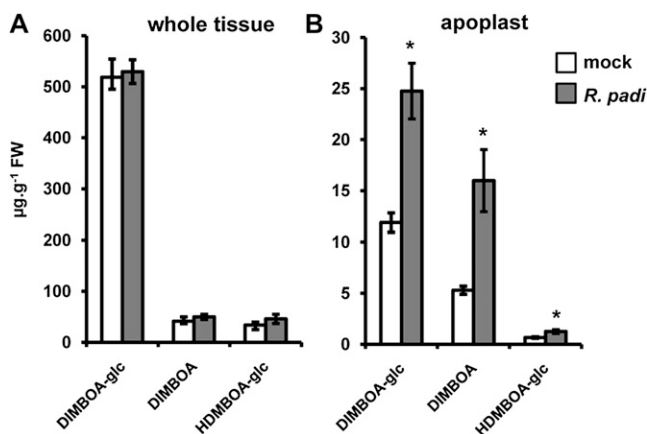 A whole tissue
600
500
400
300
200
100
0
µg.g⁻¹ FW
DIMBOA-glc
DIMBOA
HDMBOA-glc
B apoplast
30
25
20
15
10
5
0
*
*
*
DIMBOA-glc
DIMBOA
HDMBOA-glc
mock
R. padi